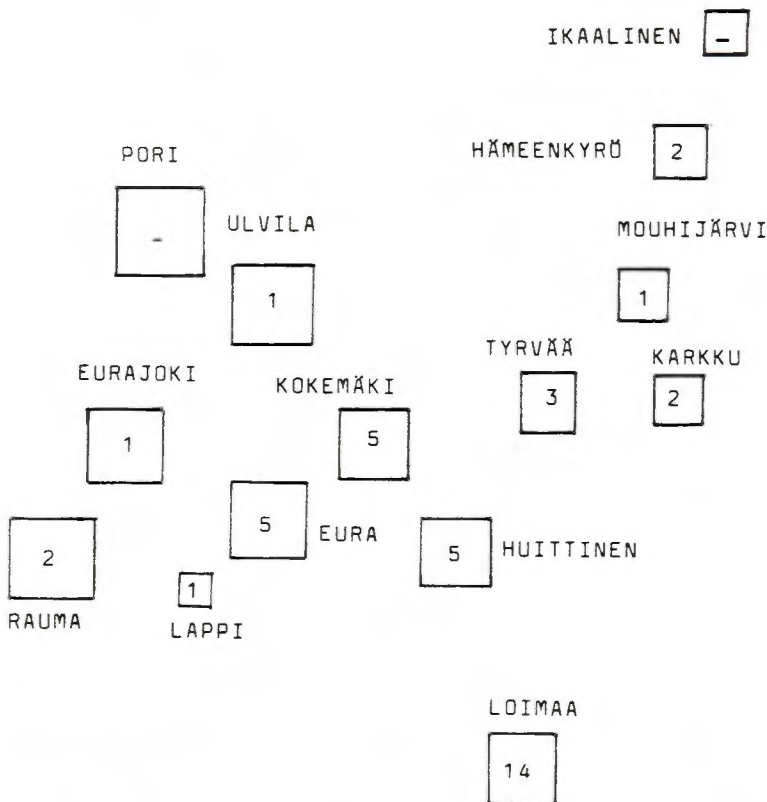 IKAALINEN -
HÄMEENKYRÖ 2
PORI
-
ULVILA
1
MOUHIJÄRVI
1
TYRVÄÄ
3
KARKKU
2
EURAJOKI
1
KOKEMÄKI
5
5 EURA
5 HUITTINEN
2
RAUMA
1
LAPPI
LOIMAA
14